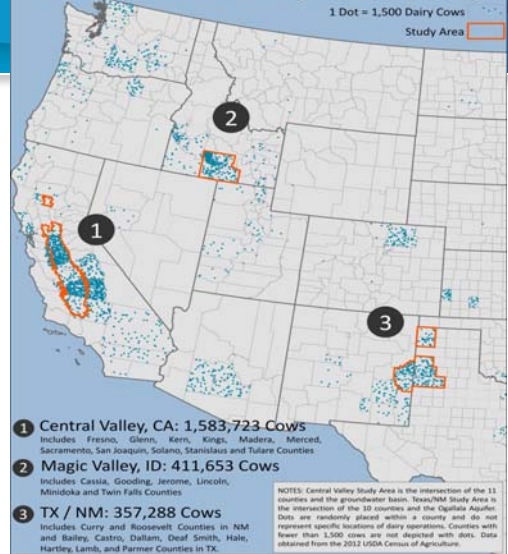 1 Dot = 1,500 Dairy Cows
Study Area
2
1
3
1 Central Valley, CA: 1,583,723 Cows
Includes Fresno, Glenn, Kern, Kings, Madera, Merced,
Sacramento, San Joaquin, Solano, Stanislaus and Tulare Counties
2 Magic Valley, ID: 411,653 Cows
Includes Cassia, Gooding, Jerome, Lincoln,
Minidoka and Twin Falls Counties
3 TX / NM: 357,288 Cows
Includes Curry and Roosevelt Counties in NM
and Bailey, Castro, Dallam, Deaf Smith, Hale,
Hartley, Lamb, and Parmer Counties in TX.
NOTES: Central Valley Study Area is the intersection of the 11
counties and the groundwater basin. Texas/NM Study Area is
the intersection of the 10 counties and the Ogallala Aquifer.
Dots are randomly placed within a county and do not
represent specific locations of dairy operations. Counties with
fewer than 1,500 cows are not depicted with dots. Data
obtained from the 2012 USDA Census of Agriculture.